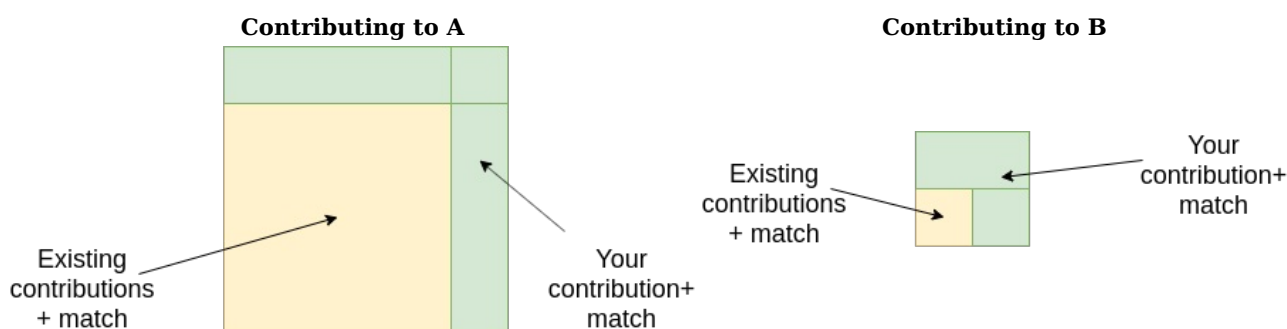 Contributing to A
Existing
contributions
+ match
Your
contribution+
match
Contributing to B
Existing
contributions
+ match
Your
contribution+
match